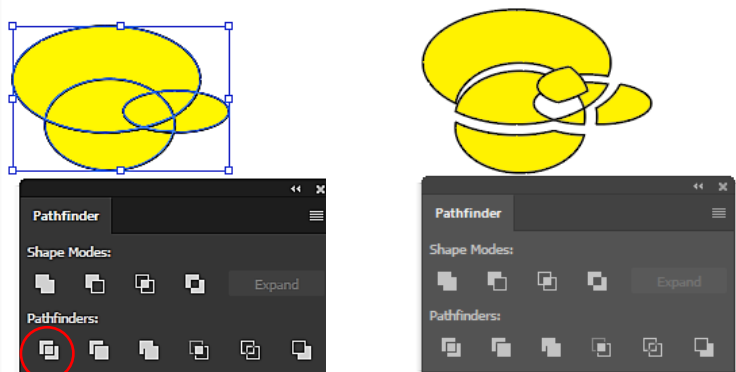 Pathfinder
Shape Modes:
Expand
Pathfinders:
Pathfinder
Shape Modes:
Expand
Pathfinders: